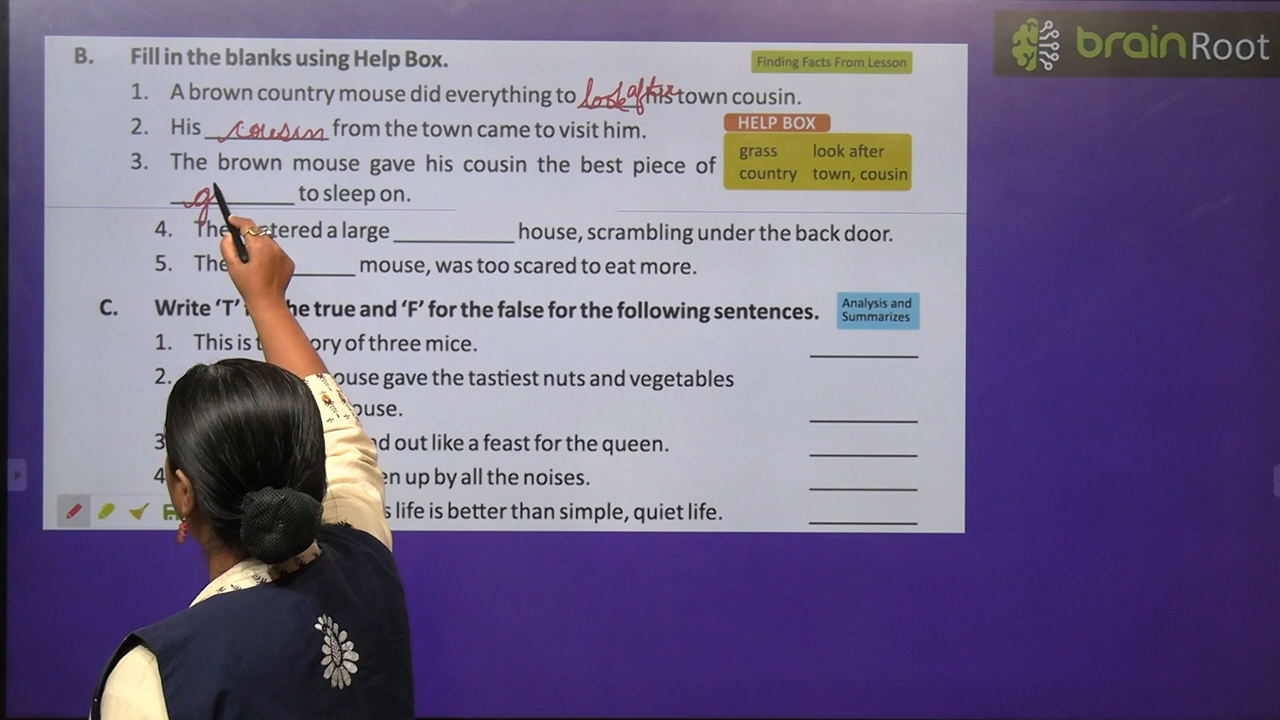 brainRoot
B. Fill in the blanks using Help Box.
Finding Facts From Lesson
1. A brown country mouse did everything to look after his town cousin.
2. His cousin from the town came to visit him.
HELP BOX
grass look after
country town, cousin
3. The brown mouse gave his cousin the best piece of
g to sleep on.
4. The entered a large house, scrambling under the back door.
5. The mouse, was too scared to eat more.
C. Write 'T' the true and 'F' for the false for the following sentences.
Analysis and
Summarizes
1. This is of three mice.
2. gave the tastiest nuts and vegetables
3 out like a feast for the queen.
4 up by all the noises.
life is better than simple, quiet life.